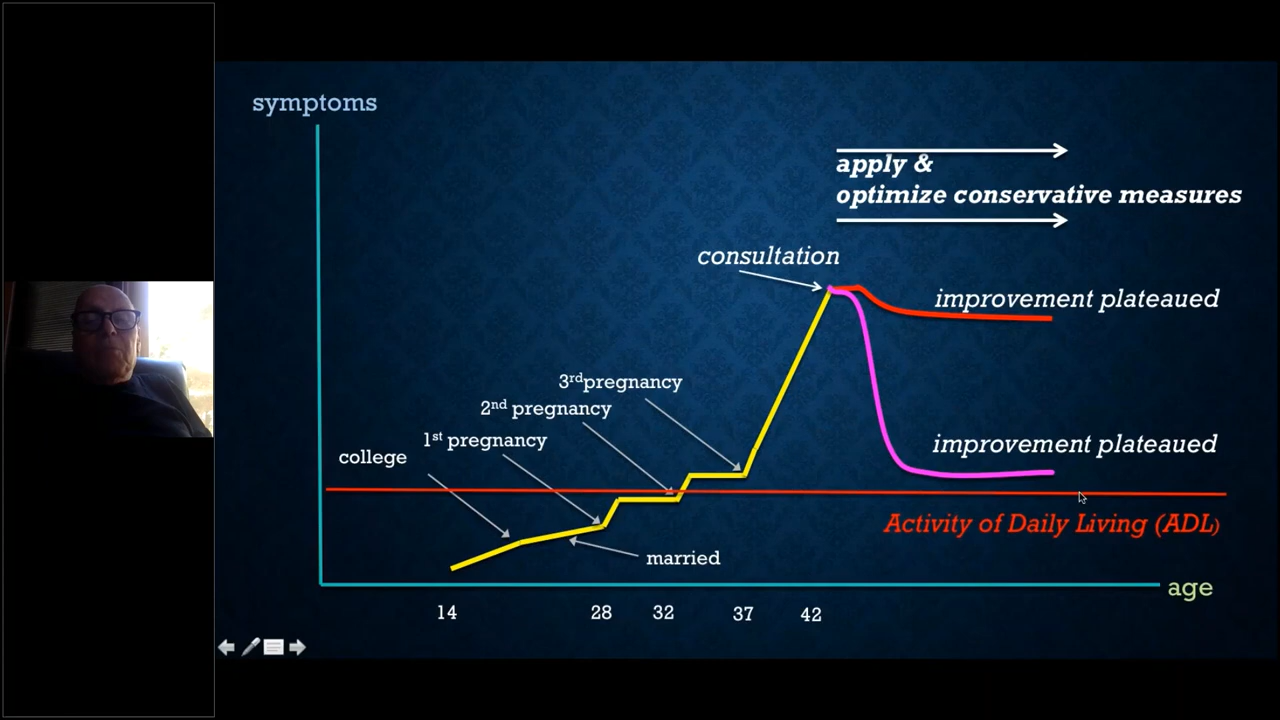 symptoms
apply &
optimize conservative measures
consultation
improvement plateaued
3rdpregnancy
2nd pregnancy
1st pregnancy
college
improvement plateaued
Activity of Daily Living (ADL)
married
age
14 28 32 37 42